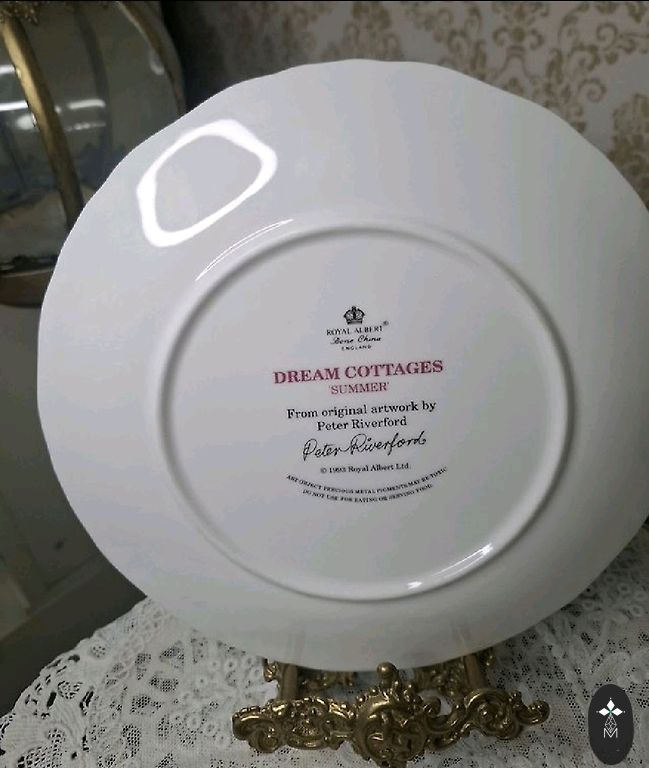 ROYAL ALBERT®
Bone China
ENGLAND
DREAM COTTAGES
'SUMMER'
From original artwork by
Peter Riverford
Peter Riverford
© 1993 Royal Albert Ltd.
ART OBJECT PRECIOUS METAL PIGMENTS MAY BE TOXIC
DO NOT USE FOR EATING OR SERVING FOOD.